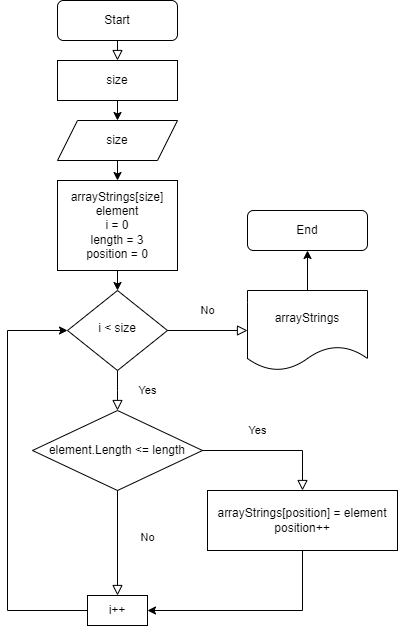 Start
size
size
arrayStrings[size]
element
i = 0
length = 3
position = 0
End
i < size
No
arrayStrings
Yes
element.Length <= length
Yes
arrayStrings[position] = element
position++
No
i++